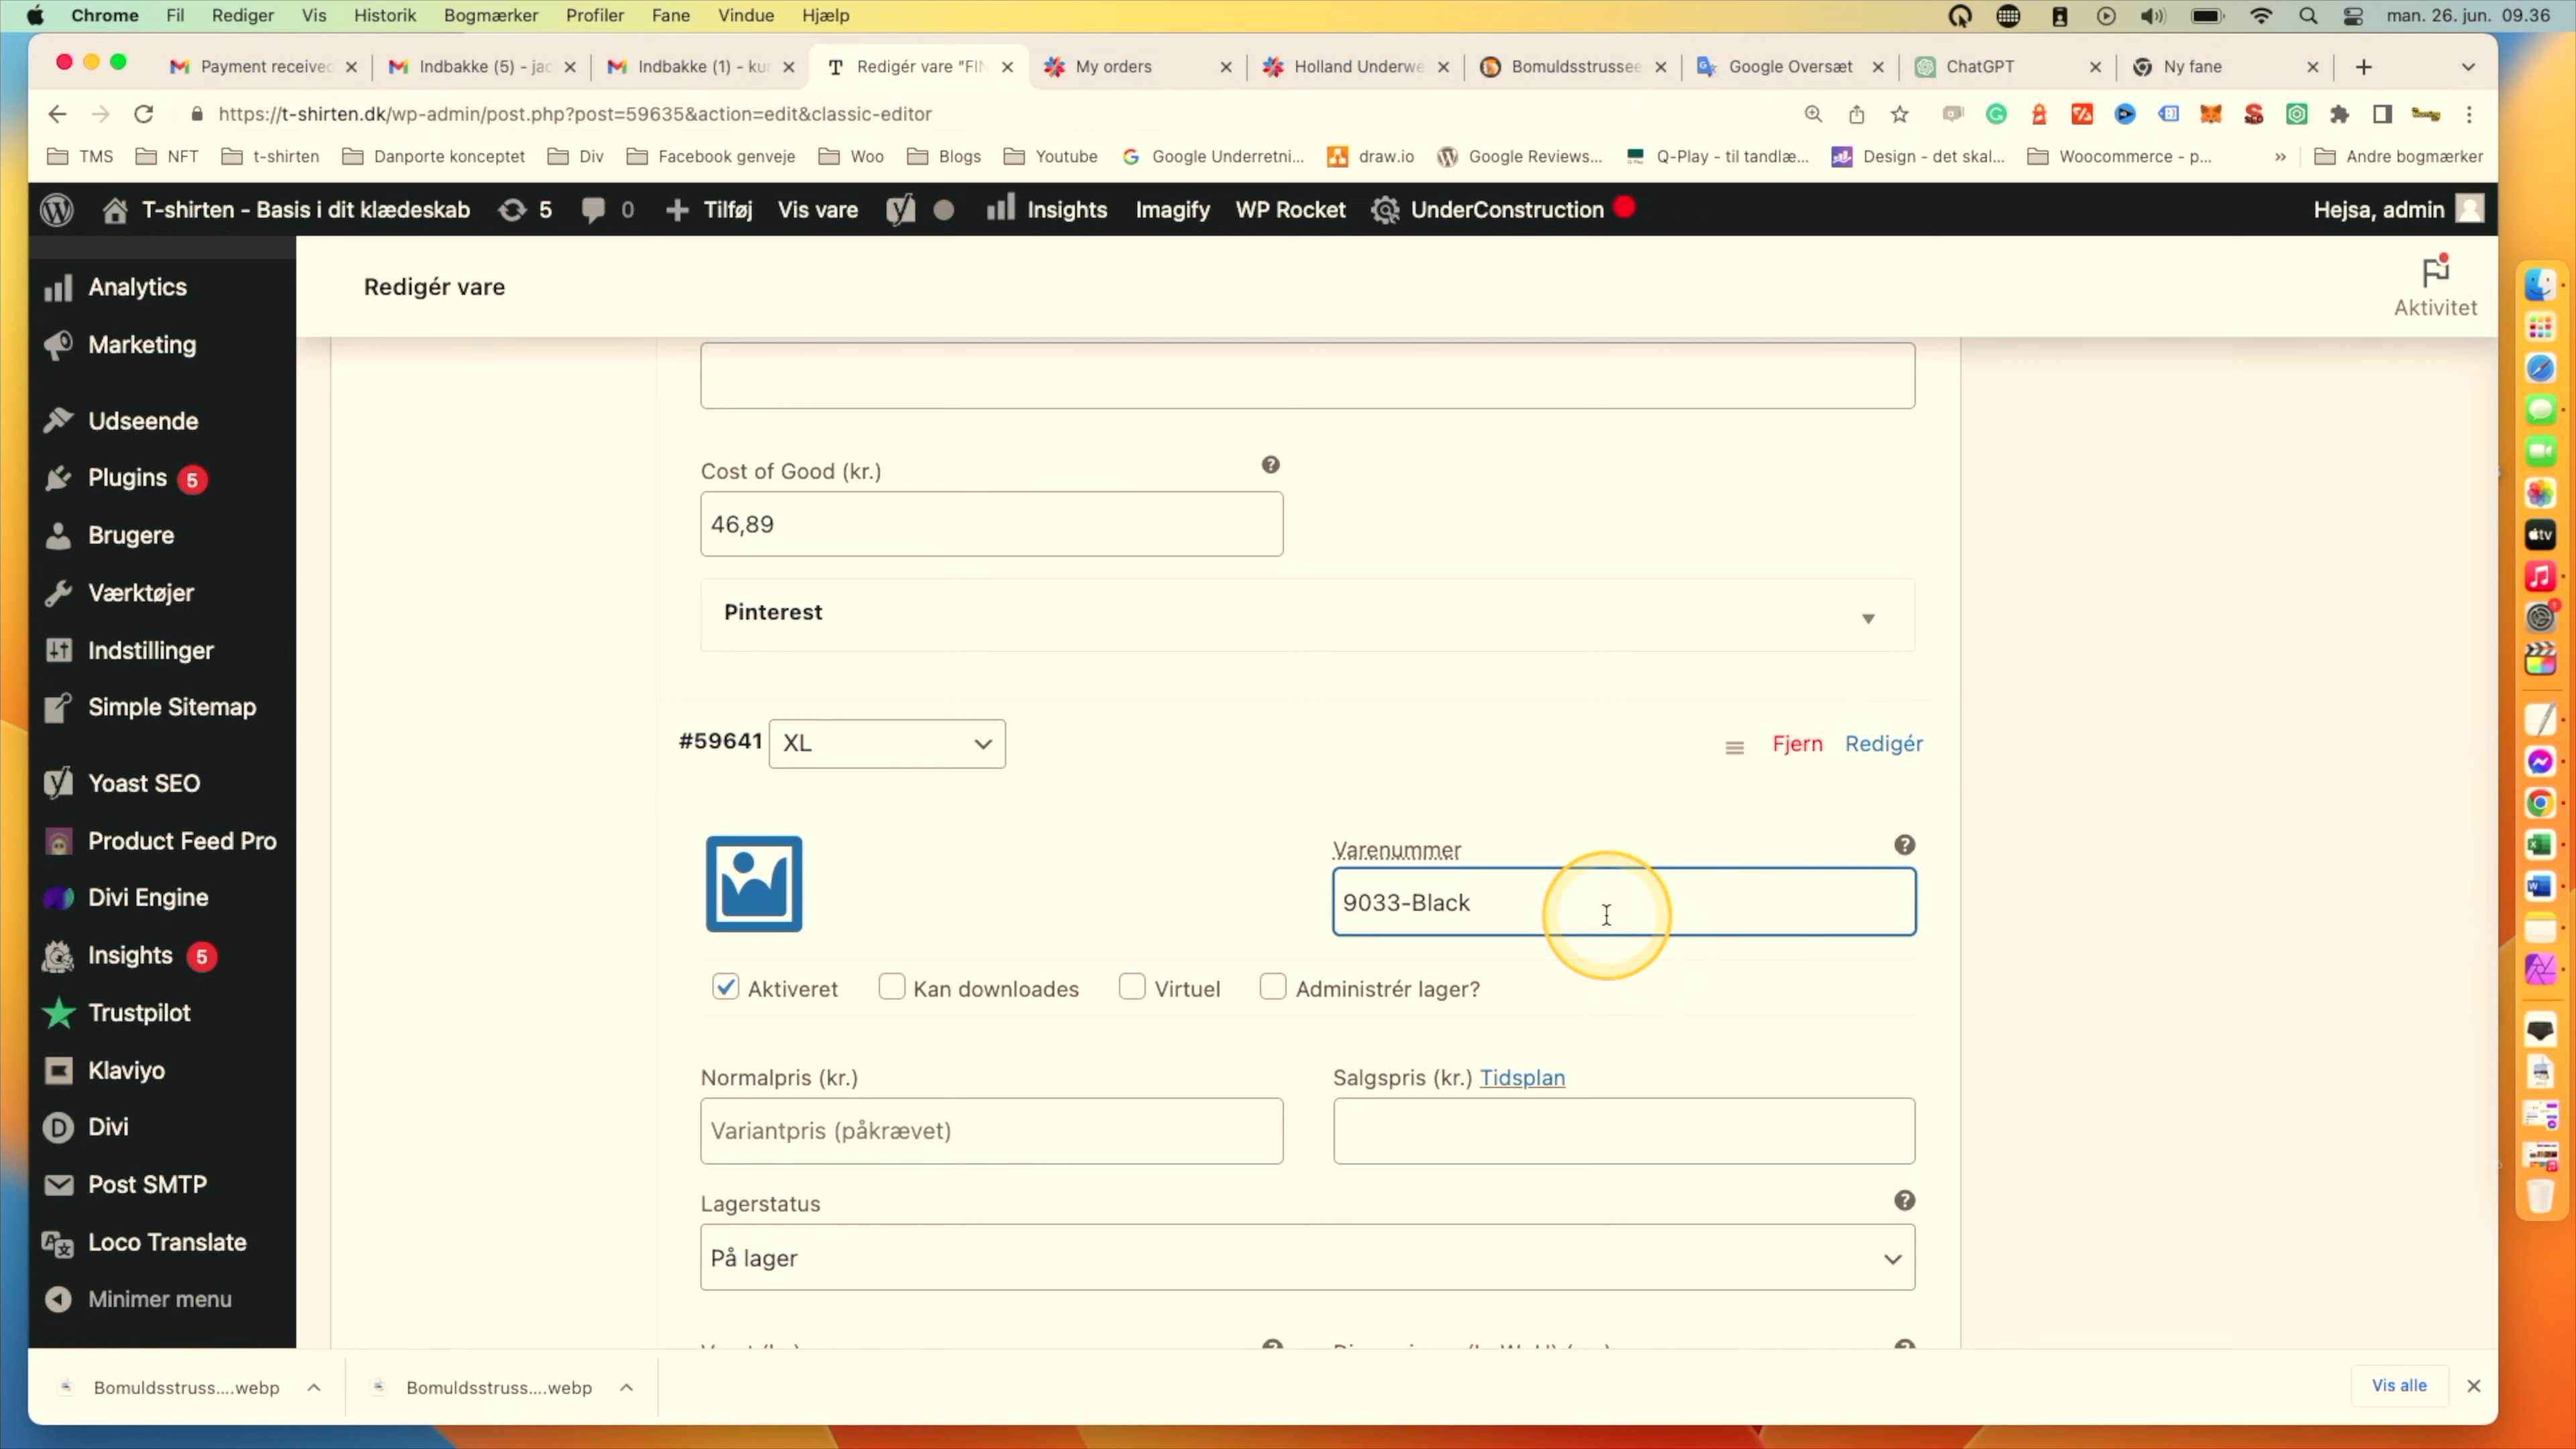 Chrome Fil Rediger Vis Historik Bogmærker Profiler Fane Vindue Hjælp man. 26. jun. 09.36
Payment received Indbakke (5) - jac Indbakke (1) - kur Redigér vare "FIN My orders Holland Underwe Bomuldsstrussee Google Oversæt ChatGPT Ny fane
https://t-shirten.dk/wp-admin/post.php?post=59635&action=edit&classic-editor
TMS NFT t-shirten Danporte konceptet Div Facebook genveje Woo Blogs Youtube Google Underretni... draw.io Google Reviews... Q-Play - til tandlæ... Design - det skal... Woocommerce - p... » Andre bogmærker
T-shirten - Basis i dit klædeskab 5 0 Tilføj Vis vare Insights Imagify WP Rocket UnderConstruction Hejsa, admin
Analytics
Marketing
Udseende
Plugins 5
Brugere
Værktøjer
Indstillinger
Simple Sitemap
Yoast SEO
Product Feed Pro
Divi Engine
Insights 5
Trustpilot
Klaviyo
Divi
Post SMTP
Loco Translate
Minimer menu
Redigér vare
Aktivitet
Cost of Good (kr.)
46,89
Pinterest
#59641 XL Fjern Redigér
Varenummer
9033-Black
Aktiveret Kan downloades Virtuel Administrér lager?
Normalpris (kr.) Salgspris (kr.) Tidsplan
Variantpris (påkrævet)
Lagerstatus
På lager
Bomuldsstruss....webp Bomuldsstruss....webp Vis alle